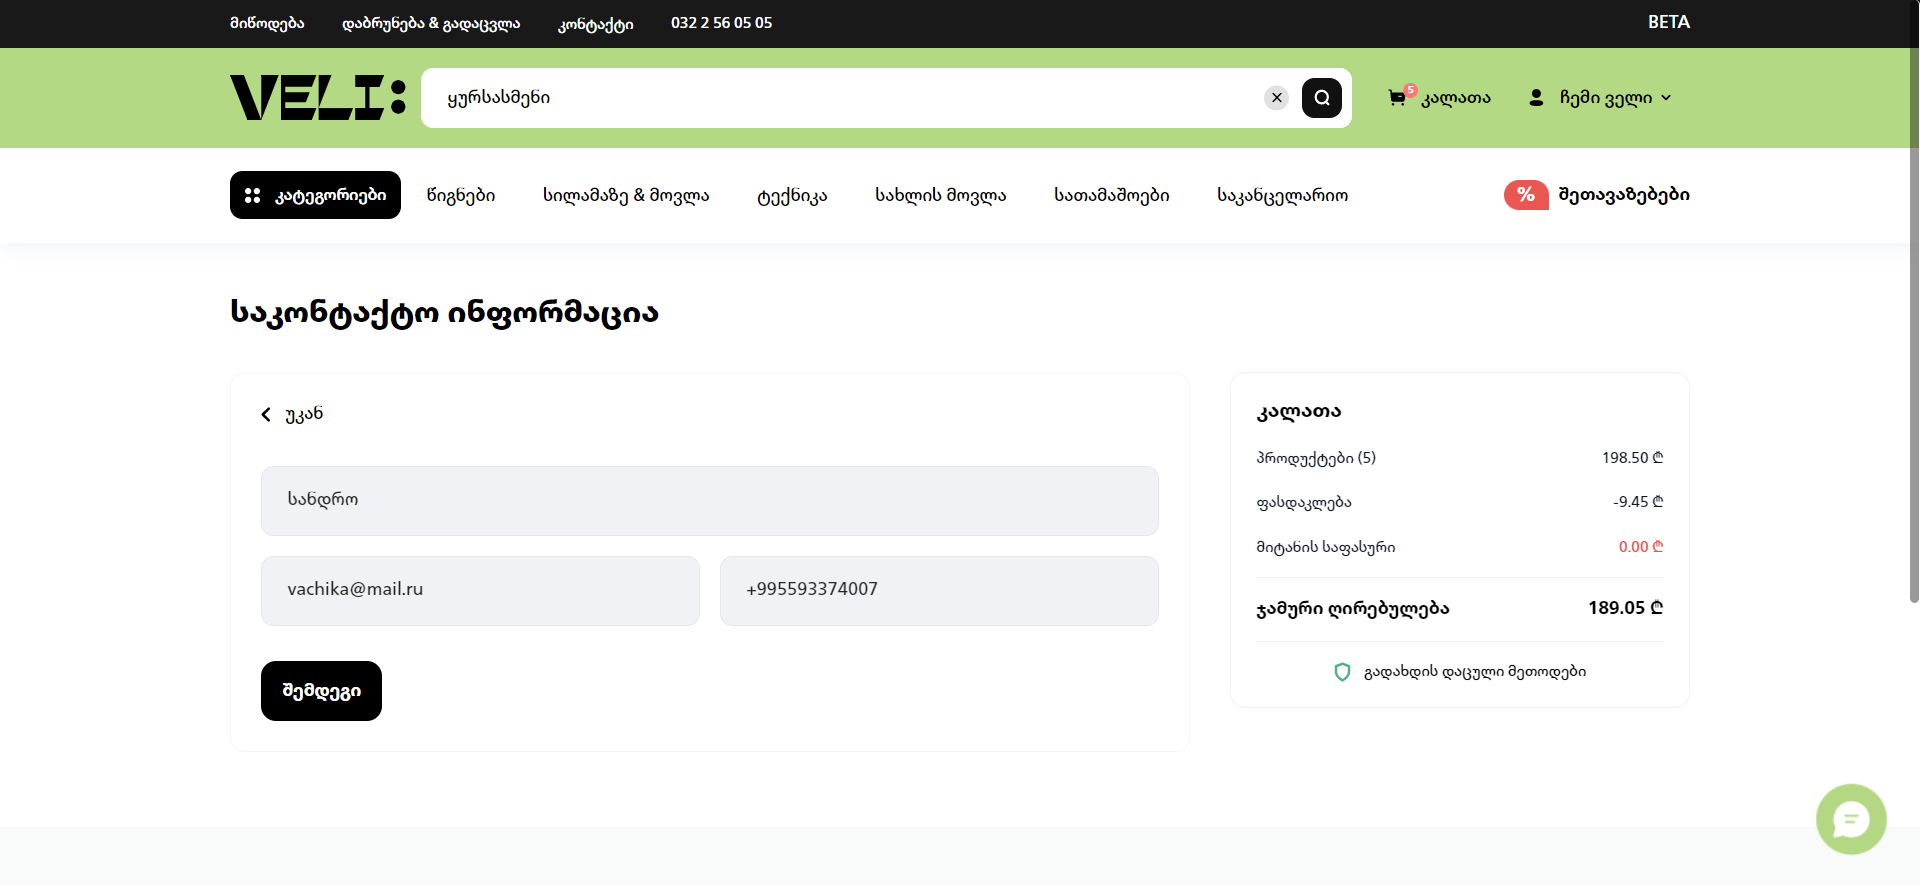 მიწოდება დაბრუნება & გადაცვლა კონტაქტი 032 2 56 05 05 BETA
VELI: ყურსასმენი 5 კალათა ჩემი ველი
კატეგორიები წიგნები სილამაზე & მოვლა ტექნიკა სახლის მოვლა სათამაშოები საკანცელარიო % შეთავაზებები
საკონტაქტო ინფორმაცია
უკან
სანდრო
vachika@mail.ru +995593374007
შემდეგი
კალათა
პროდუქტები (5) 198.50 ₾
ფასდაკლება -9.45 ₾
მიტანის საფასური 0.00 ₾
ჯამური ღირებულება 189.05 ₾
გადახდის დაცული მეთოდები